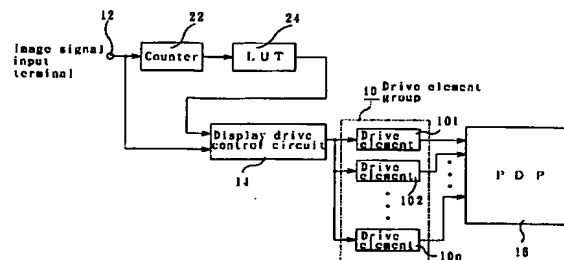 12
22
24
Image signal
input
terminal
Counter
LUT
10 Drive element
group
101
Drive
element
Display drive
control circuit
14
Drive
element
102
Drive
element
10n
PDP
16